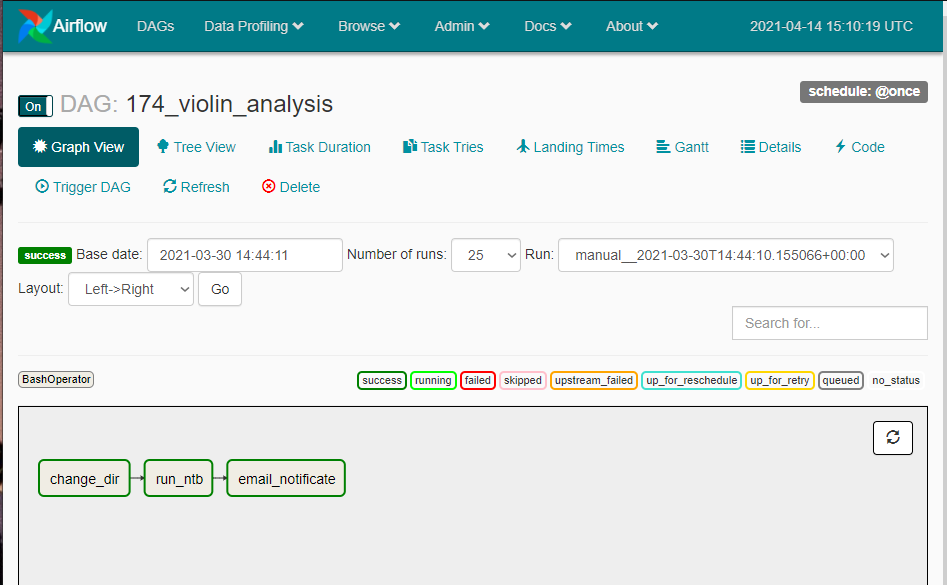 Airflow DAGs Data Profiling Browse Admin Docs About 2021-04-14 15:10:19 UTC
schedule: @once
On DAG: 174_violin_analysis
Graph View Tree View Task Duration Task Tries Landing Times Gantt Details Code
Trigger DAG Refresh Delete
success Base date: 2021-03-30 14:44:11 Number of runs: 25 Run: manual__2021-03-30T14:44:10.155066+00:00
Layout: Left->Right Go
Search for...
BashOperator success running failed skipped upstream_failed up_for_reschedule up_for_retry queued no_status
change_dir run_ntb email_notificate